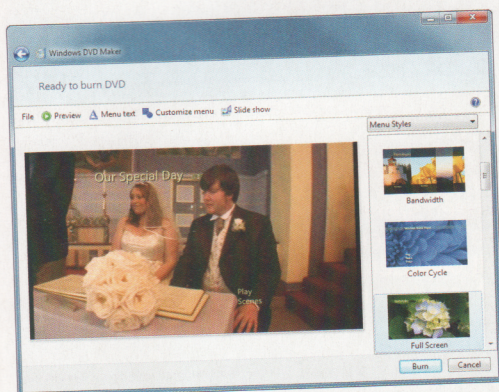 Windows DVD Maker
Ready to burn DVD
File Preview Menu text Customize menu Slide show
Menu Styles
Our Special Day
Play
Scenes
Bandwidth
Color Cycle
Full Screen
Burn Cancel